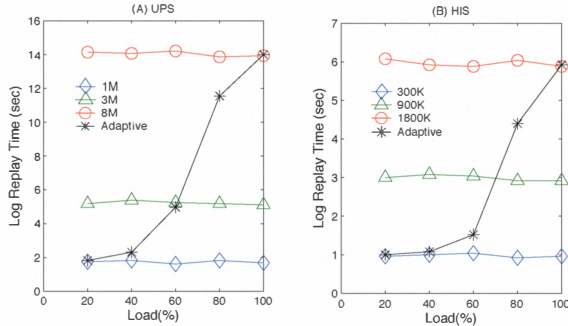 (A) UPS
16
14
12
10
8
6
4
2
0
0
20
40
60
80
100
Load(%)
Log Replay Time (sec)
1M
3M
8M
Adaptive
(B) HIS
7
6
5
4
3
2
1
0
0
20
40
60
80
100
Load(%)
Log Replay Time (sec)
300K
900K
1800K
Adaptive